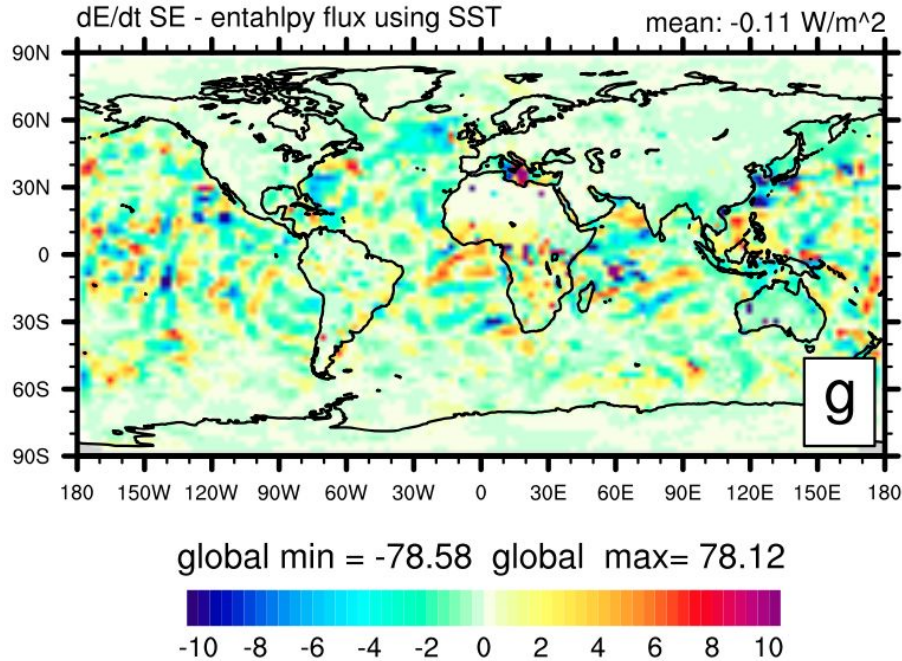 dE/dt SE - entahlpy flux using SST
mean: -0.11 W/m^2
90N
60N
30N
0
30S
60S
90S
g
180 150W 120W 90W 60W 30W 0 30E 60E 90E 120E 150E 180
global min = -78.58 global max= 78.12
-10 -8 -6 -4 -2 0 2 4 6 8 10